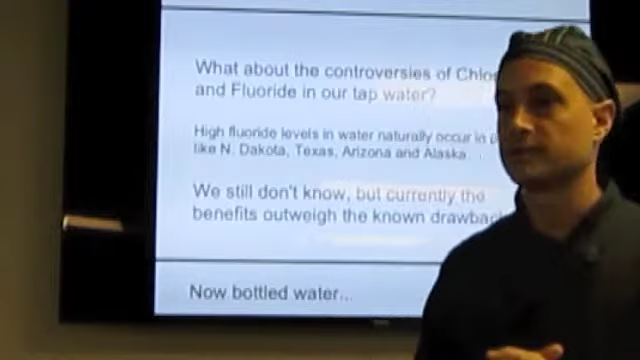 What about the controversies of
and Fluoride in our tap water?
High fluoride levels in water naturally occur in
like N. Dakota, Texas, Arizona and Alaska
We still don't know, but currently the
benefits outweigh the known
Now bottled water...